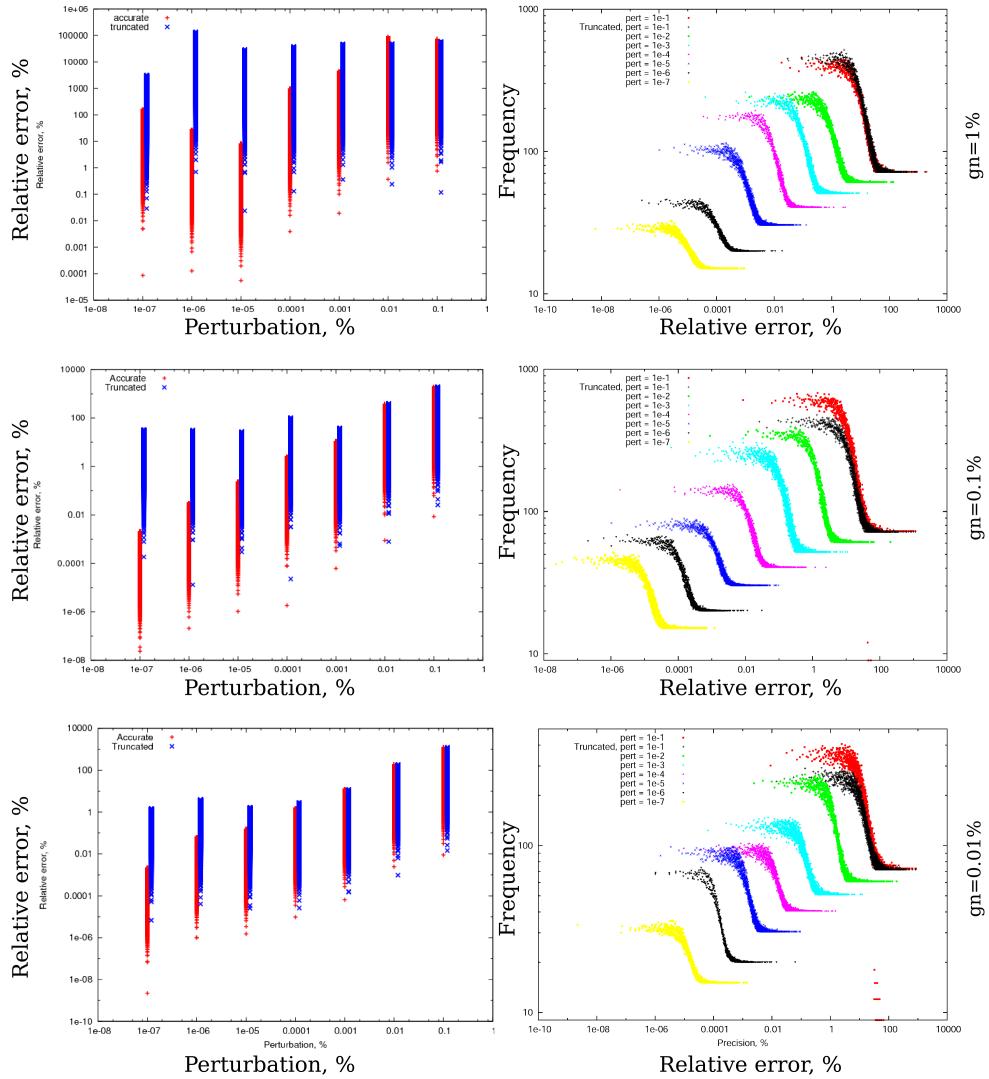 Relative error, %
Relative error, %
accurate
truncated
1e+06
100000
10000
1000
100
10
1
0.1
0.01
0.001
0.0001
1e-05
1e-08 1e-07 1e-06 1e-05 0.0001 0.001 0.01 0.1 1
Perturbation, %
Frequency
pert = 1e-1
Truncated, pert = 1e-1
pert = 1e-2
pert = 1e-3
pert = 1e-4
pert = 1e-5
pert = 1e-6
pert = 1e-7
1000
100
10
1e-08 1e-06 0.0001 0.01 1 100 10000
Relative error, %
gn=1%
Relative error, %
Relative error, %
Accurate
Truncated
10000
100
1
0.01
0.0001
1e-06
1e-08
1e-08 1e-07 1e-06 1e-05 0.0001 0.001 0.01 0.1 1
Perturbation, %
Frequency
pert = 1e-1
Truncated, pert = 1e-1
pert = 1e-2
pert = 1e-3
pert = 1e-4
pert = 1e-5
pert = 1e-6
pert = 1e-7
1000
100
10
1e-08 1e-06 0.0001 0.01 1 100 10000
Relative error, %
gn=0.1%
Relative error, %
Relative error, %
Accurate
Truncated
10000
100
1
0.01
0.0001
1e-06
1e-08
1e-10
1e-08 1e-07 1e-06 1e-05 0.0001 0.001 0.01 0.1 1
Perturbation, %
Perturbation, %
Frequency
pert = 1e-1
Truncated, pert = 1e-1
pert = 1e-2
pert = 1e-3
pert = 1e-4
pert = 1e-5
pert = 1e-6
pert = 1e-7
100
10
1e-10 1e-08 1e-06 0.0001 0.01 1 100 10000
Precision, %
Relative error, %
gn=0.01%